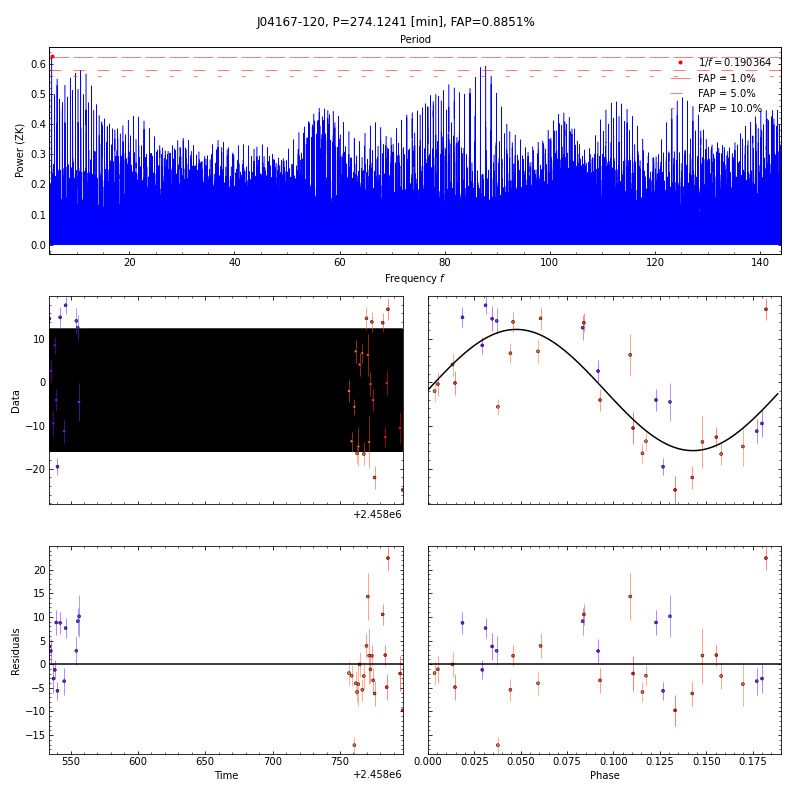 J04167-120, P=274.1241 [min], FAP=0.8851%
Period
Power (ZK)
0.6
0.5
0.4
0.3
0.2
0.1
0.0
1/f = 0.190364
FAP = 1.0%
FAP = 5.0%
FAP = 10.0%
20 40 60 80 100 120 140
Frequency f
Data
10
0
−10
−20
+2.458e6
Residuals
20
15
10
5
0
−5
−10
−15
550 600 650 700 750
Time
+2.458e6
0.000 0.025 0.050 0.075 0.100 0.125 0.150 0.175
Phase